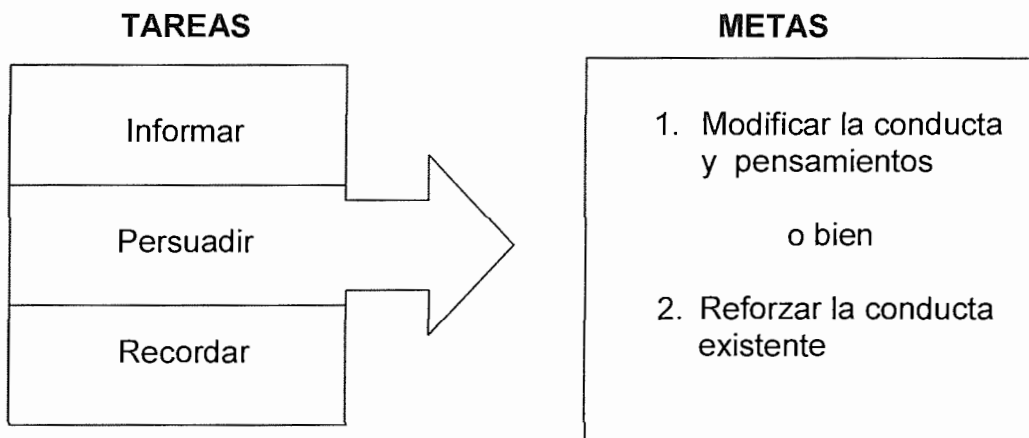 TAREAS
Informar
Persuadir
Recordar
METAS
1. Modificar la conducta
y pensamientos
o bien
2. Reforzar la conducta
existente